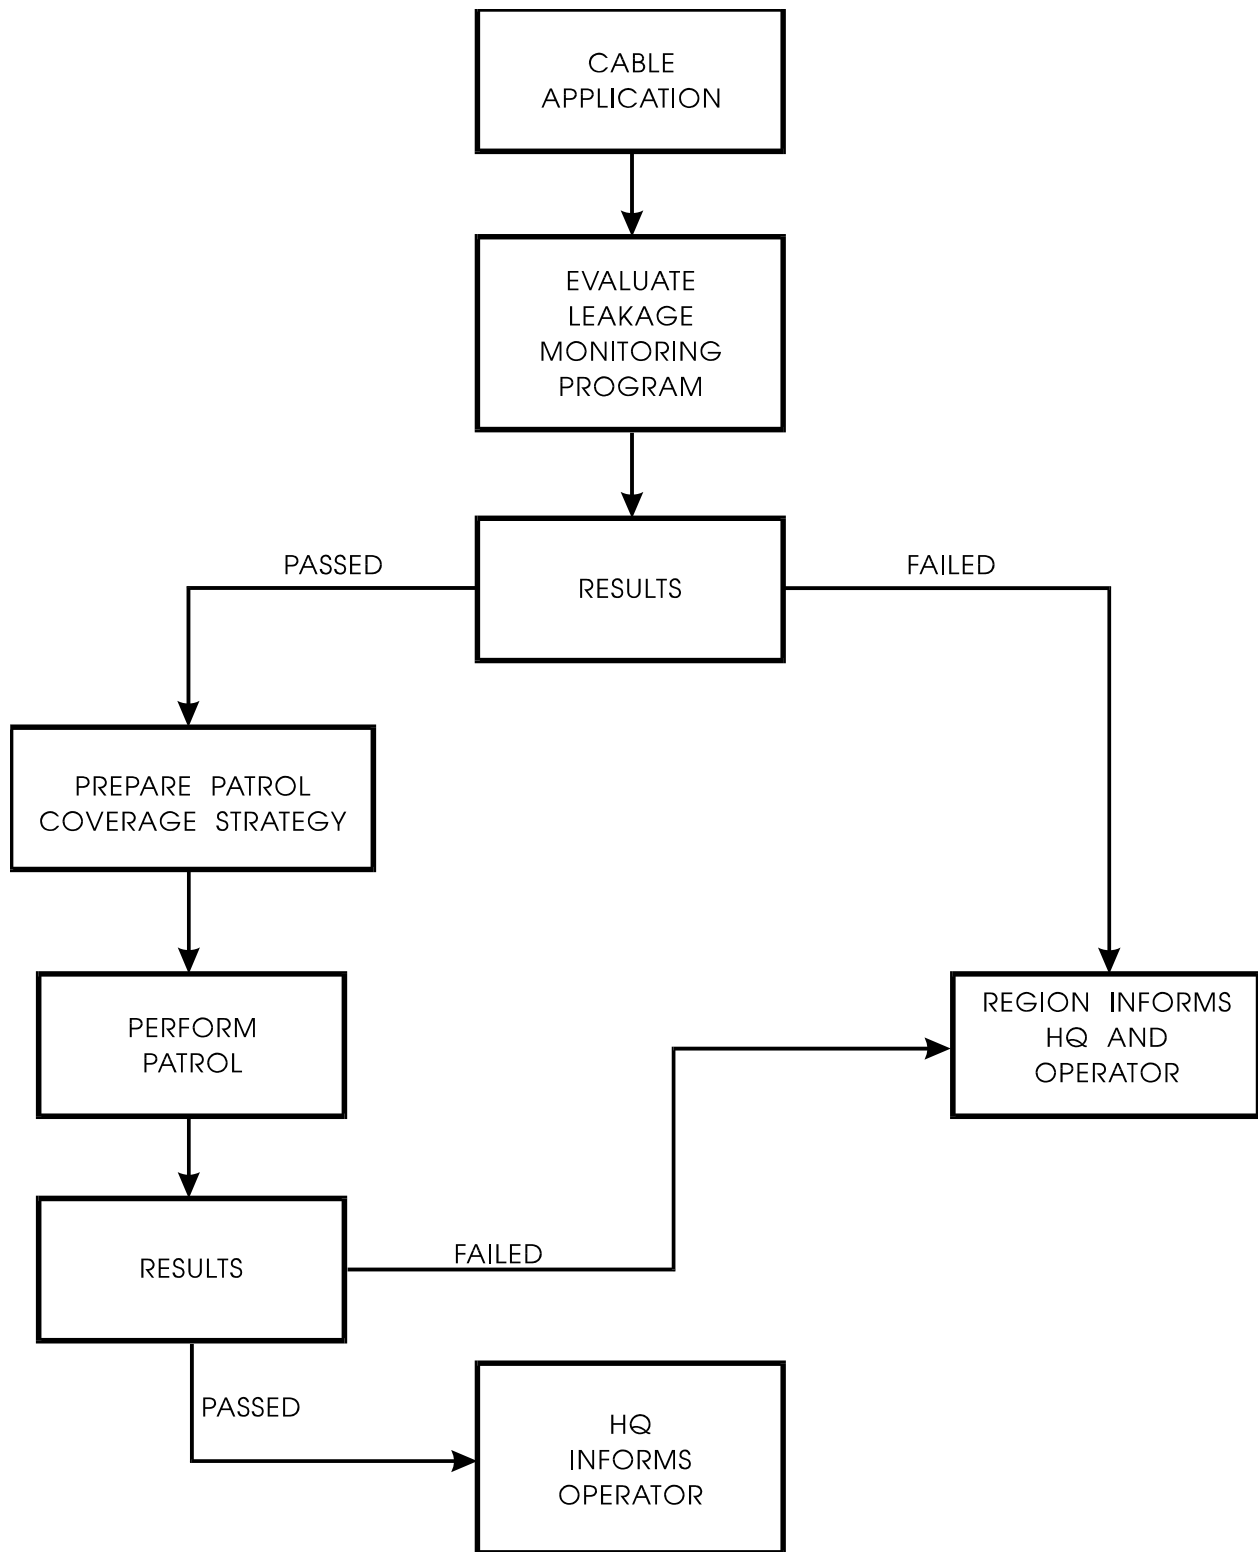 CABLE
APPLICATION
EVALUATE
LEAKAGE
MONITORING
PROGRAM
PASSED
RESULTS
FAILED
PREPARE PATROL
COVERAGE STRATEGY
PERFORM
PATROL
REGION INFORMS
HQ AND
OPERATOR
RESULTS
FAILED
PASSED
HQ
INFORMS
OPERATOR